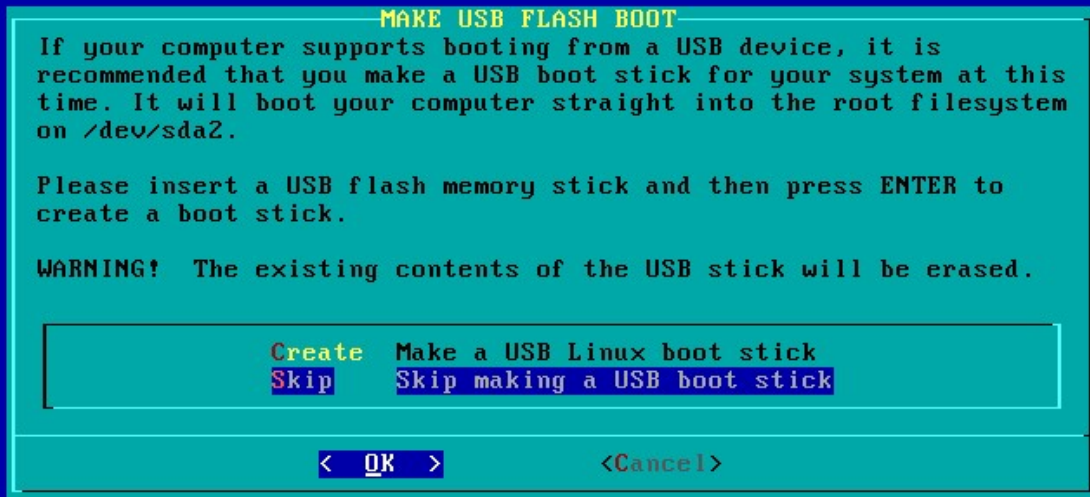 MAKE USB FLASH BOOT
If your computer supports booting from a USB device, it is
recommended that you make a USB boot stick for your system at this
time. It will boot your computer straight into the root filesystem
on /dev/sda2.
Please insert a USB flash memory stick and then press ENTER to
create a boot stick.
WARNING!  The existing contents of the USB stick will be erased.
Create  Make a USB Linux boot stick
Skip    Skip making a USB boot stick
<  OK  >          <Cancel>